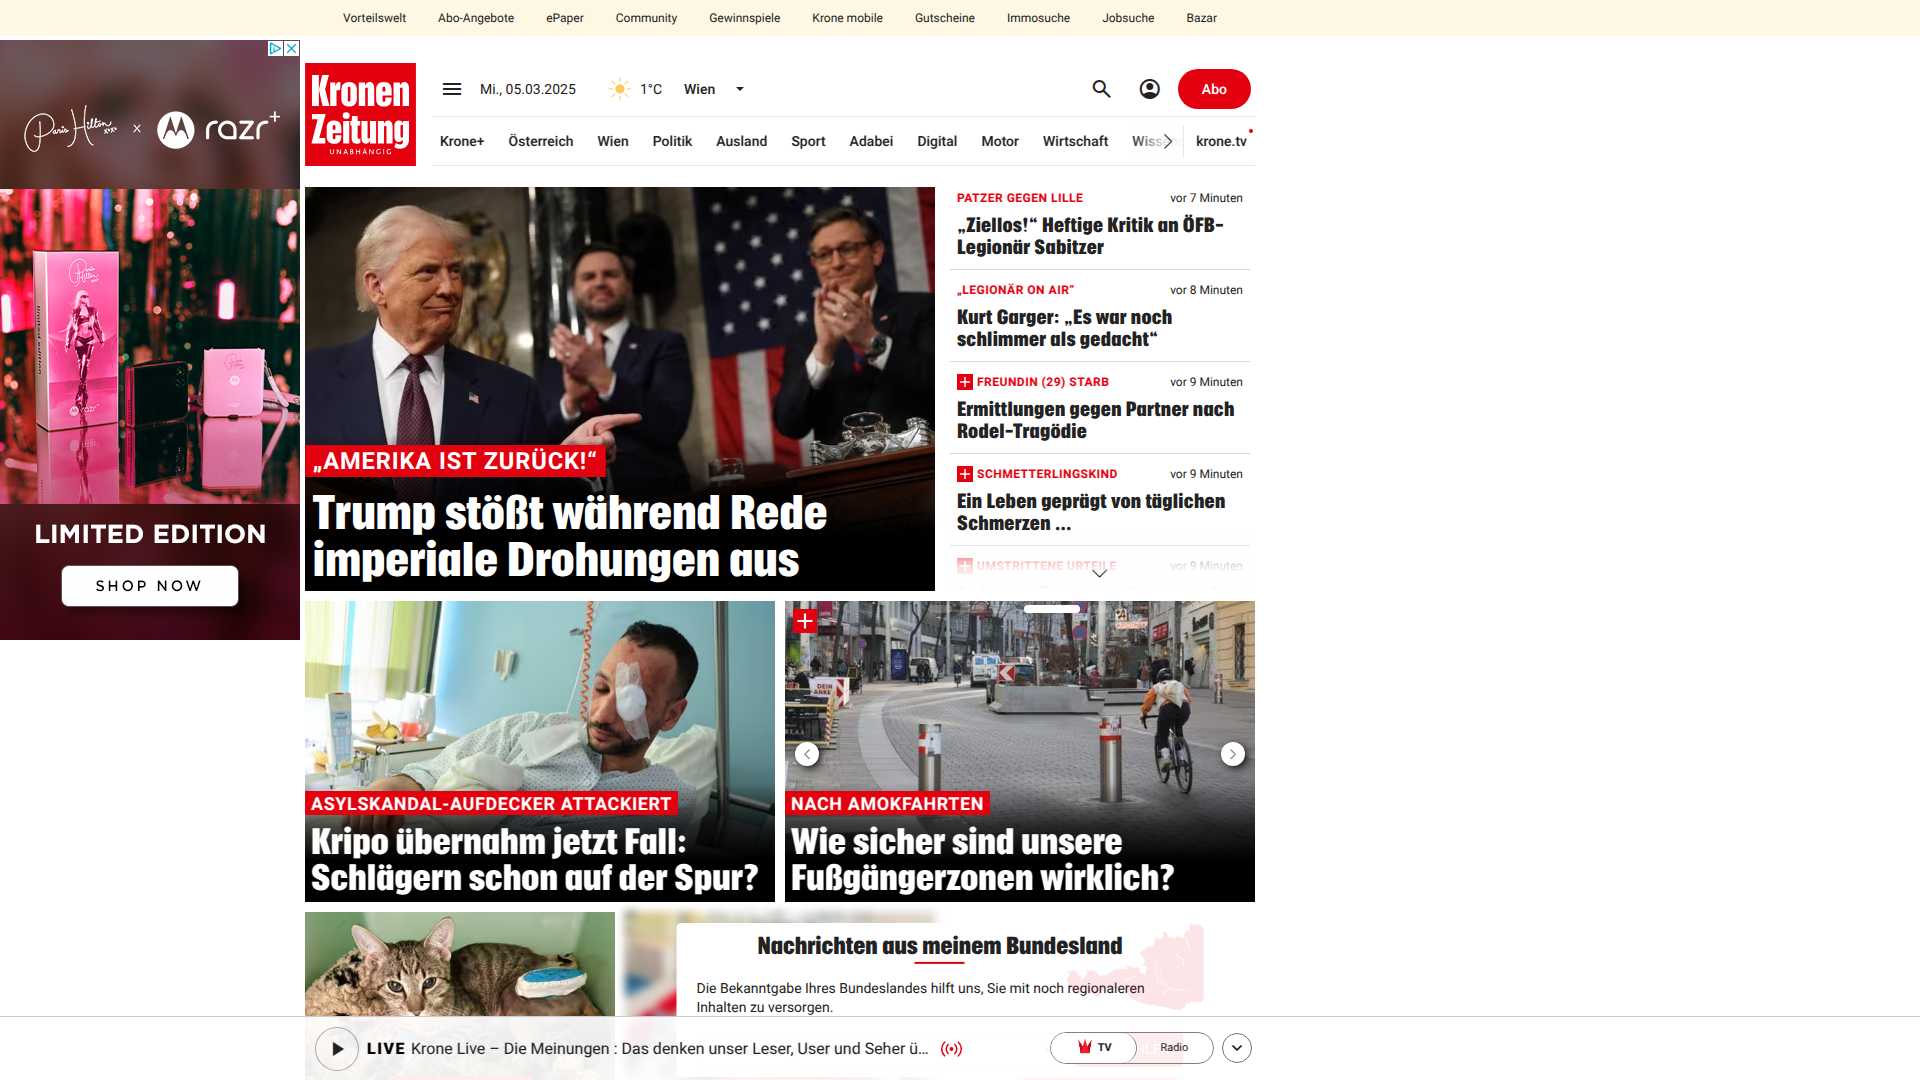 Vorteilswelt Abo-Angebote ePaper Community Gewinnspiele Krone mobile Gutscheine Immosuche Jobsuche Bazar
Paris Hilton x razr+
LIMITED EDITION
SHOP NOW
Kronen
Zeitung
UNABHÄNGIG
Mi., 05.03.2025 1°C Wien
Abo
Krone+ Österreich Wien Politik Ausland Sport Adabei Digital Motor Wirtschaft krone.tv
„AMERIKA IST ZURÜCK!“
Trump stößt während Rede
imperiale Drohungen aus
PATZER GEGEN LILLE vor 7 Minuten
„Ziellos!“ Heftige Kritik an ÖFB-
Legionär Sabitzer
„LEGIONÄR ON AIR“ vor 8 Minuten
Kurt Garger: „Es war noch
schlimmer als gedacht“
FREUNDIN (29) STARB vor 9 Minuten
Ermittlungen gegen Partner nach
Rodel-Tragödie
SCHMETTERLINGSKIND vor 9 Minuten
Ein Leben geprägt von täglichen
Schmerzen ...
UMSTRITTENE URTEILE vor 9 Minuten
ASYLSKANDAL-AUFDECKER ATTACKIERT
Kripo übernahm jetzt Fall:
Schlägern schon auf der Spur?
NACH AMOKFAHRTEN
Wie sicher sind unsere
Fußgängerzonen wirklich?
Nachrichten aus meinem Bundesland
Die Bekanntgabe Ihres Bundeslandes hilft uns, Sie mit noch regionaleren
Inhalten zu versorgen.
LIVE Krone Live – Die Meinungen : Das denken unser Leser, User und Seher ü...
TV Radio